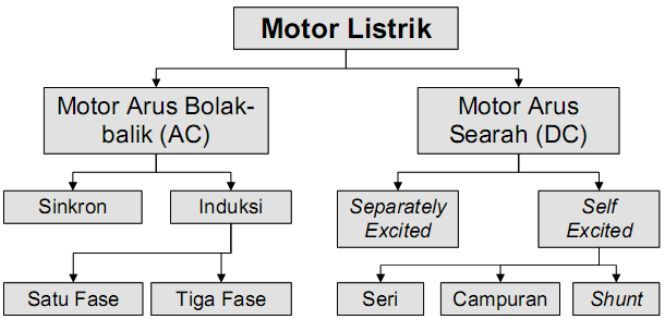 Motor Listrik
Motor Arus Bolak-
balik (AC)
Motor Arus
Searah (DC)
Sinkron
Induksi
Separately
Excited
Self
Excited
Satu Fase
Tiga Fase
Seri
Campuran
Shunt